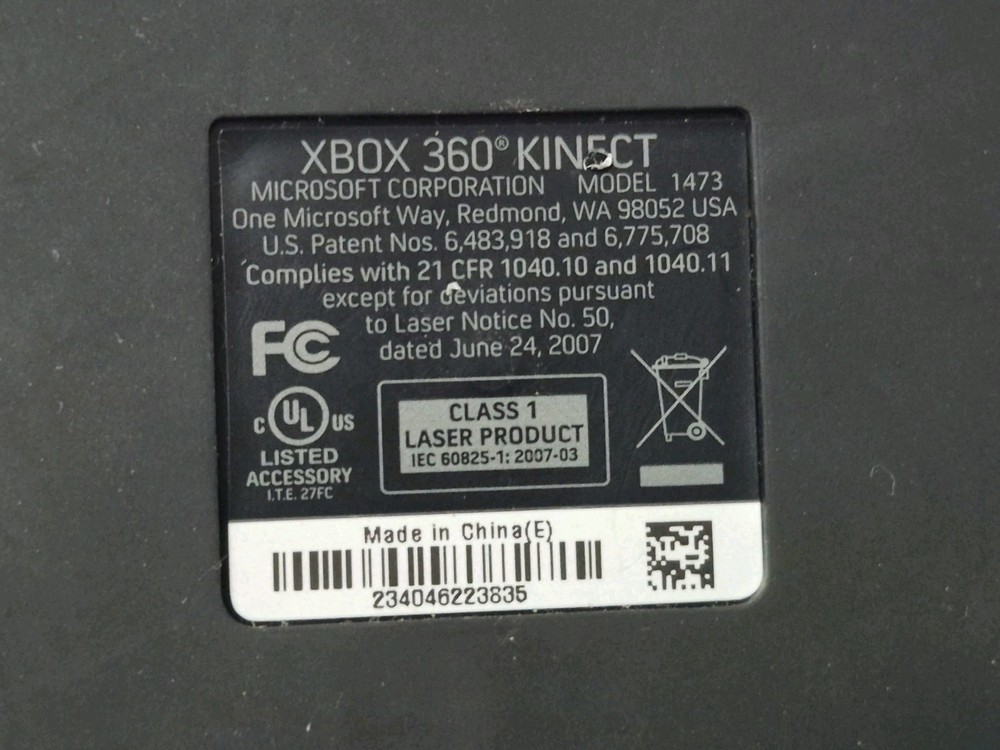 XBOX 360® KINECT
MICROSOFT CORPORATION MODEL 1473
One Microsoft Way, Redmond, WA 98052 USA
U.S. Patent Nos. 6,483,918 and 6,775,708
Complies with 21 CFR 1040.10 and 1040.11
except for deviations pursuant
to Laser Notice No. 50,
dated June 24, 2007
FC
C UL US
LISTED
ACCESSORY
I.T.E. 27FC
CLASS 1
LASER PRODUCT
IEC 60825-1: 2007-03
Made in China(E)
234046223835